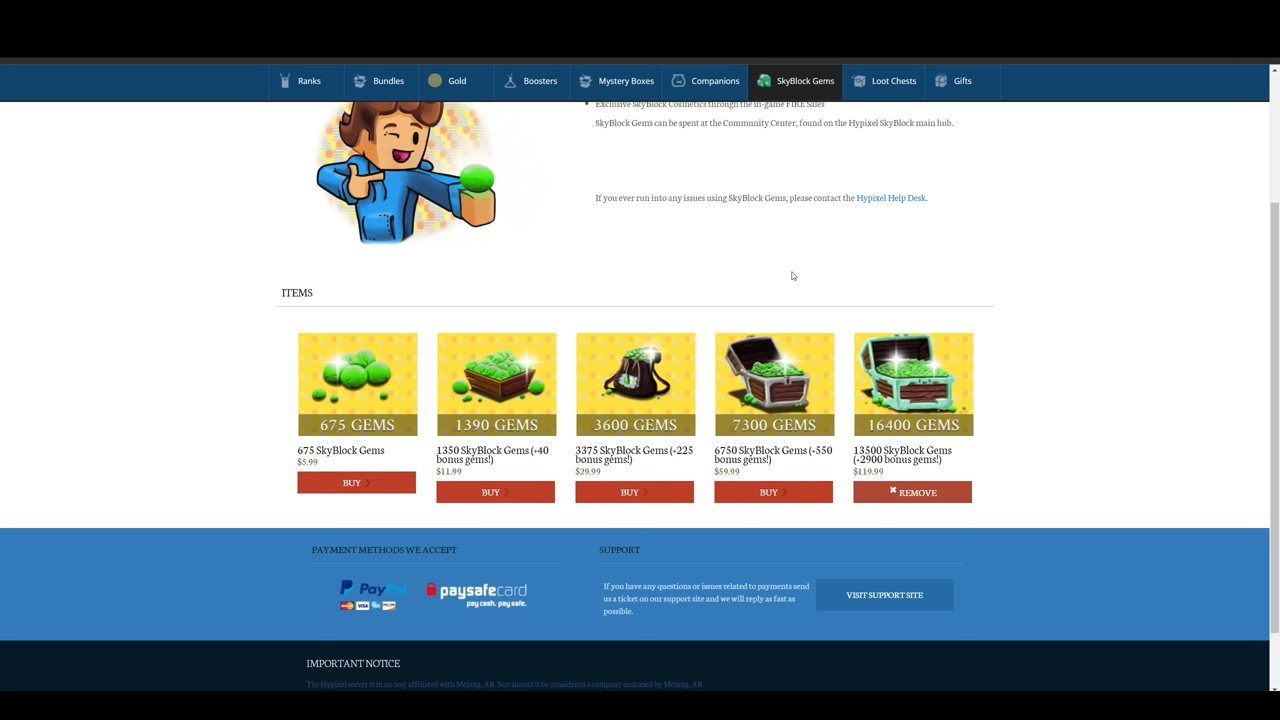 Ranks
Bundles
Gold
Boosters
Mystery Boxes
Companions
SkyBlock Gems
Loot Chests
Gifts
Exclusive SkyBlock Cosmetics through the in-game FIRE Sales
SkyBlock Gems can be spent at the Community Center, found on the Hypixel SkyBlock main hub.
If you ever run into any issues using SkyBlock Gems, please contact the Hypixel Help Desk.
ITEMS
675 GEMS
675 SkyBlock Gems
$5.99
BUY
1390 GEMS
1350 SkyBlock Gems (+40
bonus gems!)
$11.99
BUY
3600 GEMS
3375 SkyBlock Gems (+225
bonus gems!)
$29.99
BUY
7300 GEMS
6750 SkyBlock Gems (+550
bonus gems!)
$59.99
BUY
16400 GEMS
13500 SkyBlock Gems
(+2900 bonus gems!)
$119.99
REMOVE
PAYMENT METHODS WE ACCEPT
PayPal
VISA
paysafecard
pay cash. pay safe.
SUPPORT
If you have any questions or issues related to payments send
us a ticket on our support site and we will reply as fast as
possible.
VISIT SUPPORT SITE
IMPORTANT NOTICE
The Hypixel server is in no way affiliated with Mojang, AB. Nor should it be considered a company endorsed by Mojang, AB.